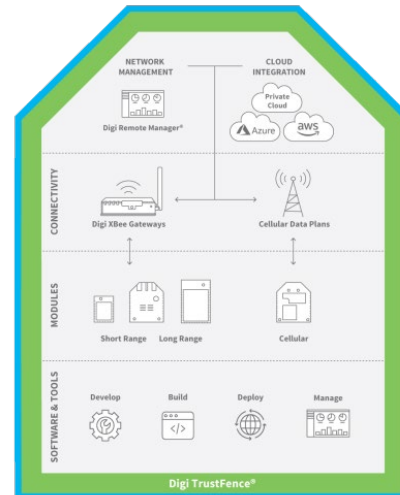 NETWORK
MANAGEMENT
CLOUD
INTEGRATION
Private
Cloud
Digi Remote Manager®
Azure
aws
CONNECTIVITY
Digi XBee Gateways
Cellular Data Plans
MODULES
Short Range
Long Range
Cellular
SOFTWARE & TOOLS
Develop
Build
Deploy
Manage
</>
Digi TrustFence®